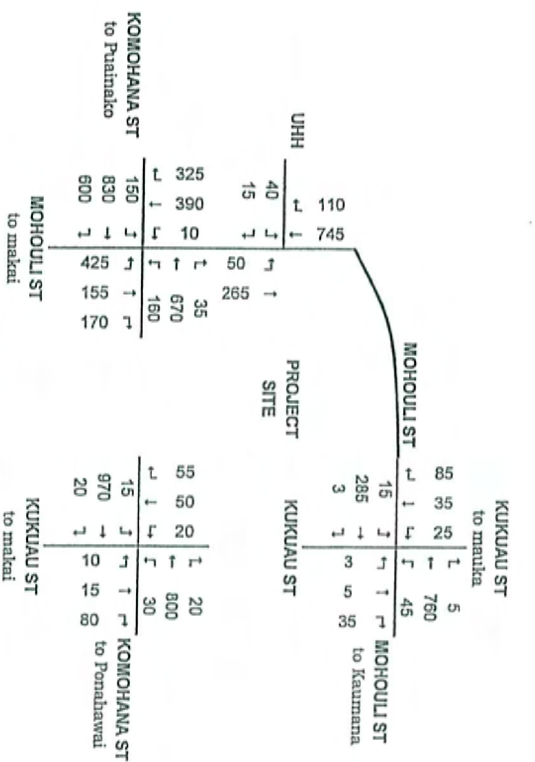 KUKUAU ST
to mauka
85 35 25
5
760
45
MOHOULI ST
15
285
3
3 5 35
MOHOULI ST
to Kaumana
KUKUAU ST
110 745
UHH
40
15
50 265
PROJECT
SITE
KOMOHANA ST
to Puainako
325 390 10
35
670
160
150
830
600
425 155 170
MOHOULI ST
to makai
55 50 20
20
800
30
15
970
20
10 15 80
KOMOHANA ST
to Ponahawai
KUKUAU ST
to makai